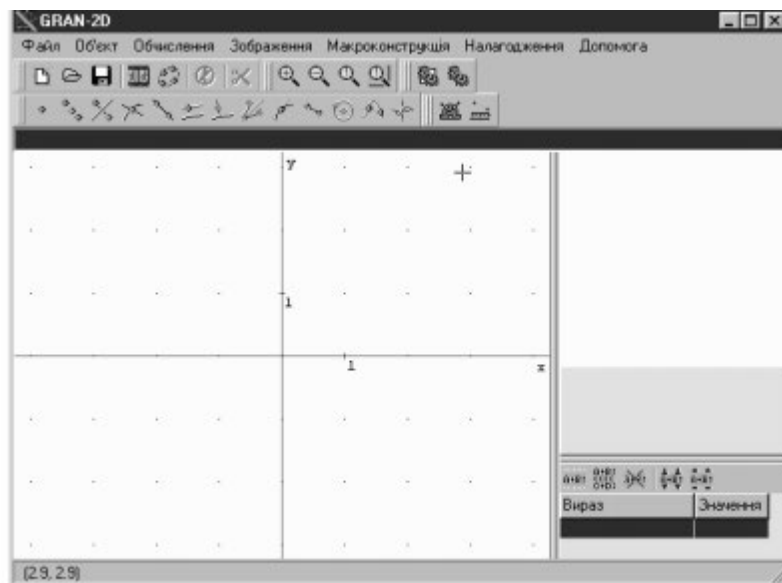 GRAN-2D
Файл Об'єкт Обчислення Зображення Макроконструкція Налагодження Допомога
y
1
1
x
Вираз Значення
(2.9, 2.9)